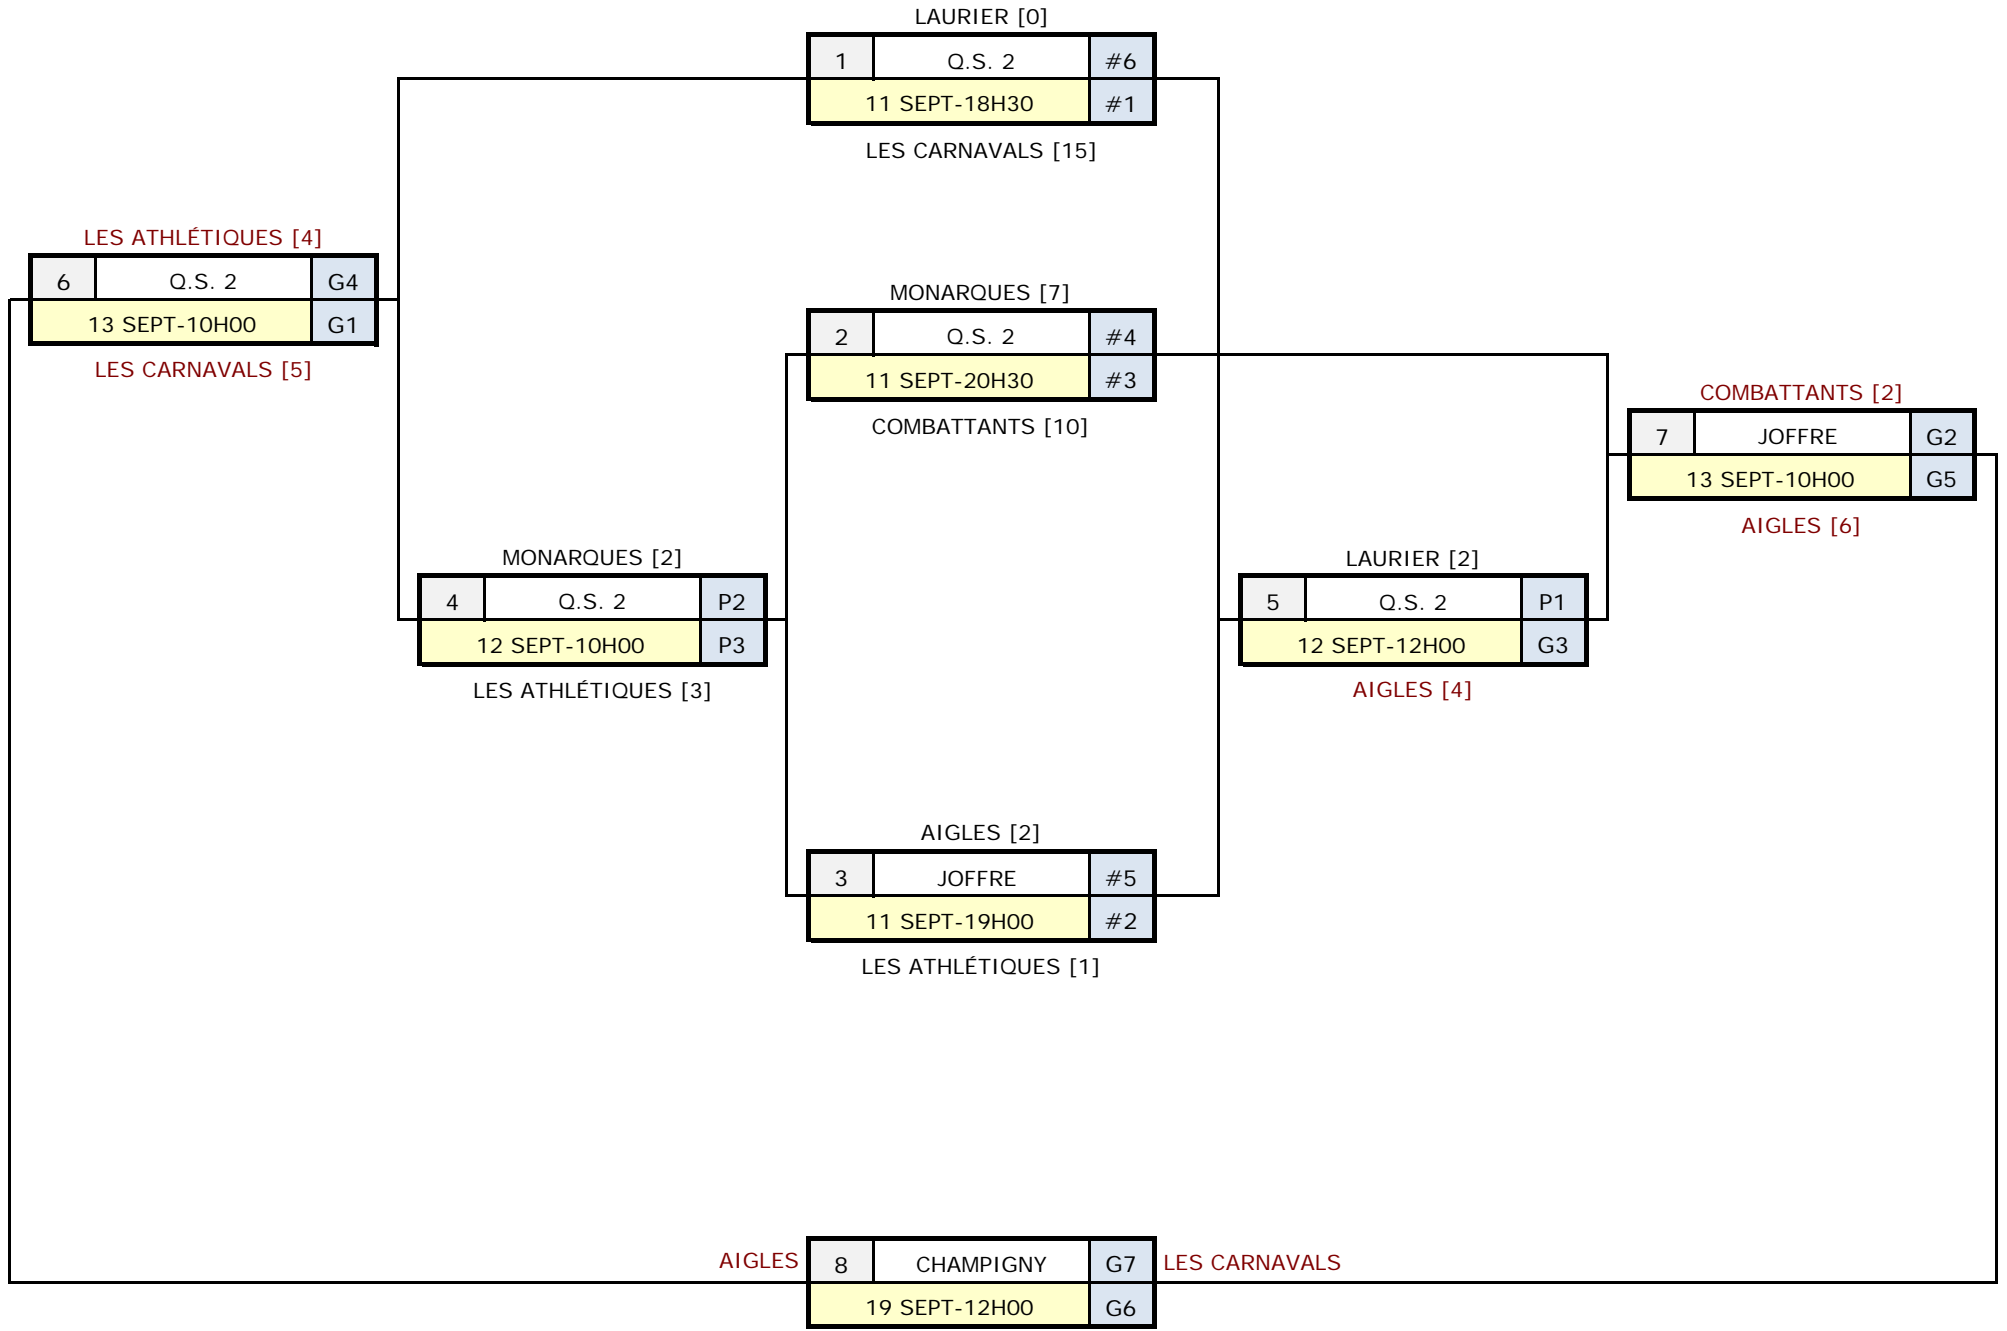 LAURIER [0]
1 Q.S. 2 #6
11 SEPT-18H30 #1
LES CARNAVALS [15]
LES ATHLÉTIQUES [4]
6 Q.S. 2 G4
13 SEPT-10H00 G1
LES CARNAVALS [5]
MONARQUES [7]
2 Q.S. 2 #4
11 SEPT-20H30 #3
COMBATTANTS [10]
COMBATTANTS [2]
7 JOFFRE G2
13 SEPT-10H00 G5
AIGLES [6]
MONARQUES [2]
4 Q.S. 2 P2
12 SEPT-10H00 P3
LES ATHLÉTIQUES [3]
LAURIER [2]
5 Q.S. 2 P1
12 SEPT-12H00 G3
AIGLES [4]
AIGLES [2]
3 JOFFRE #5
11 SEPT-19H00 #2
LES ATHLÉTIQUES [1]
AIGLES 8 CHAMPIGNY G7 LES CARNAVALS
19 SEPT-12H00 G6